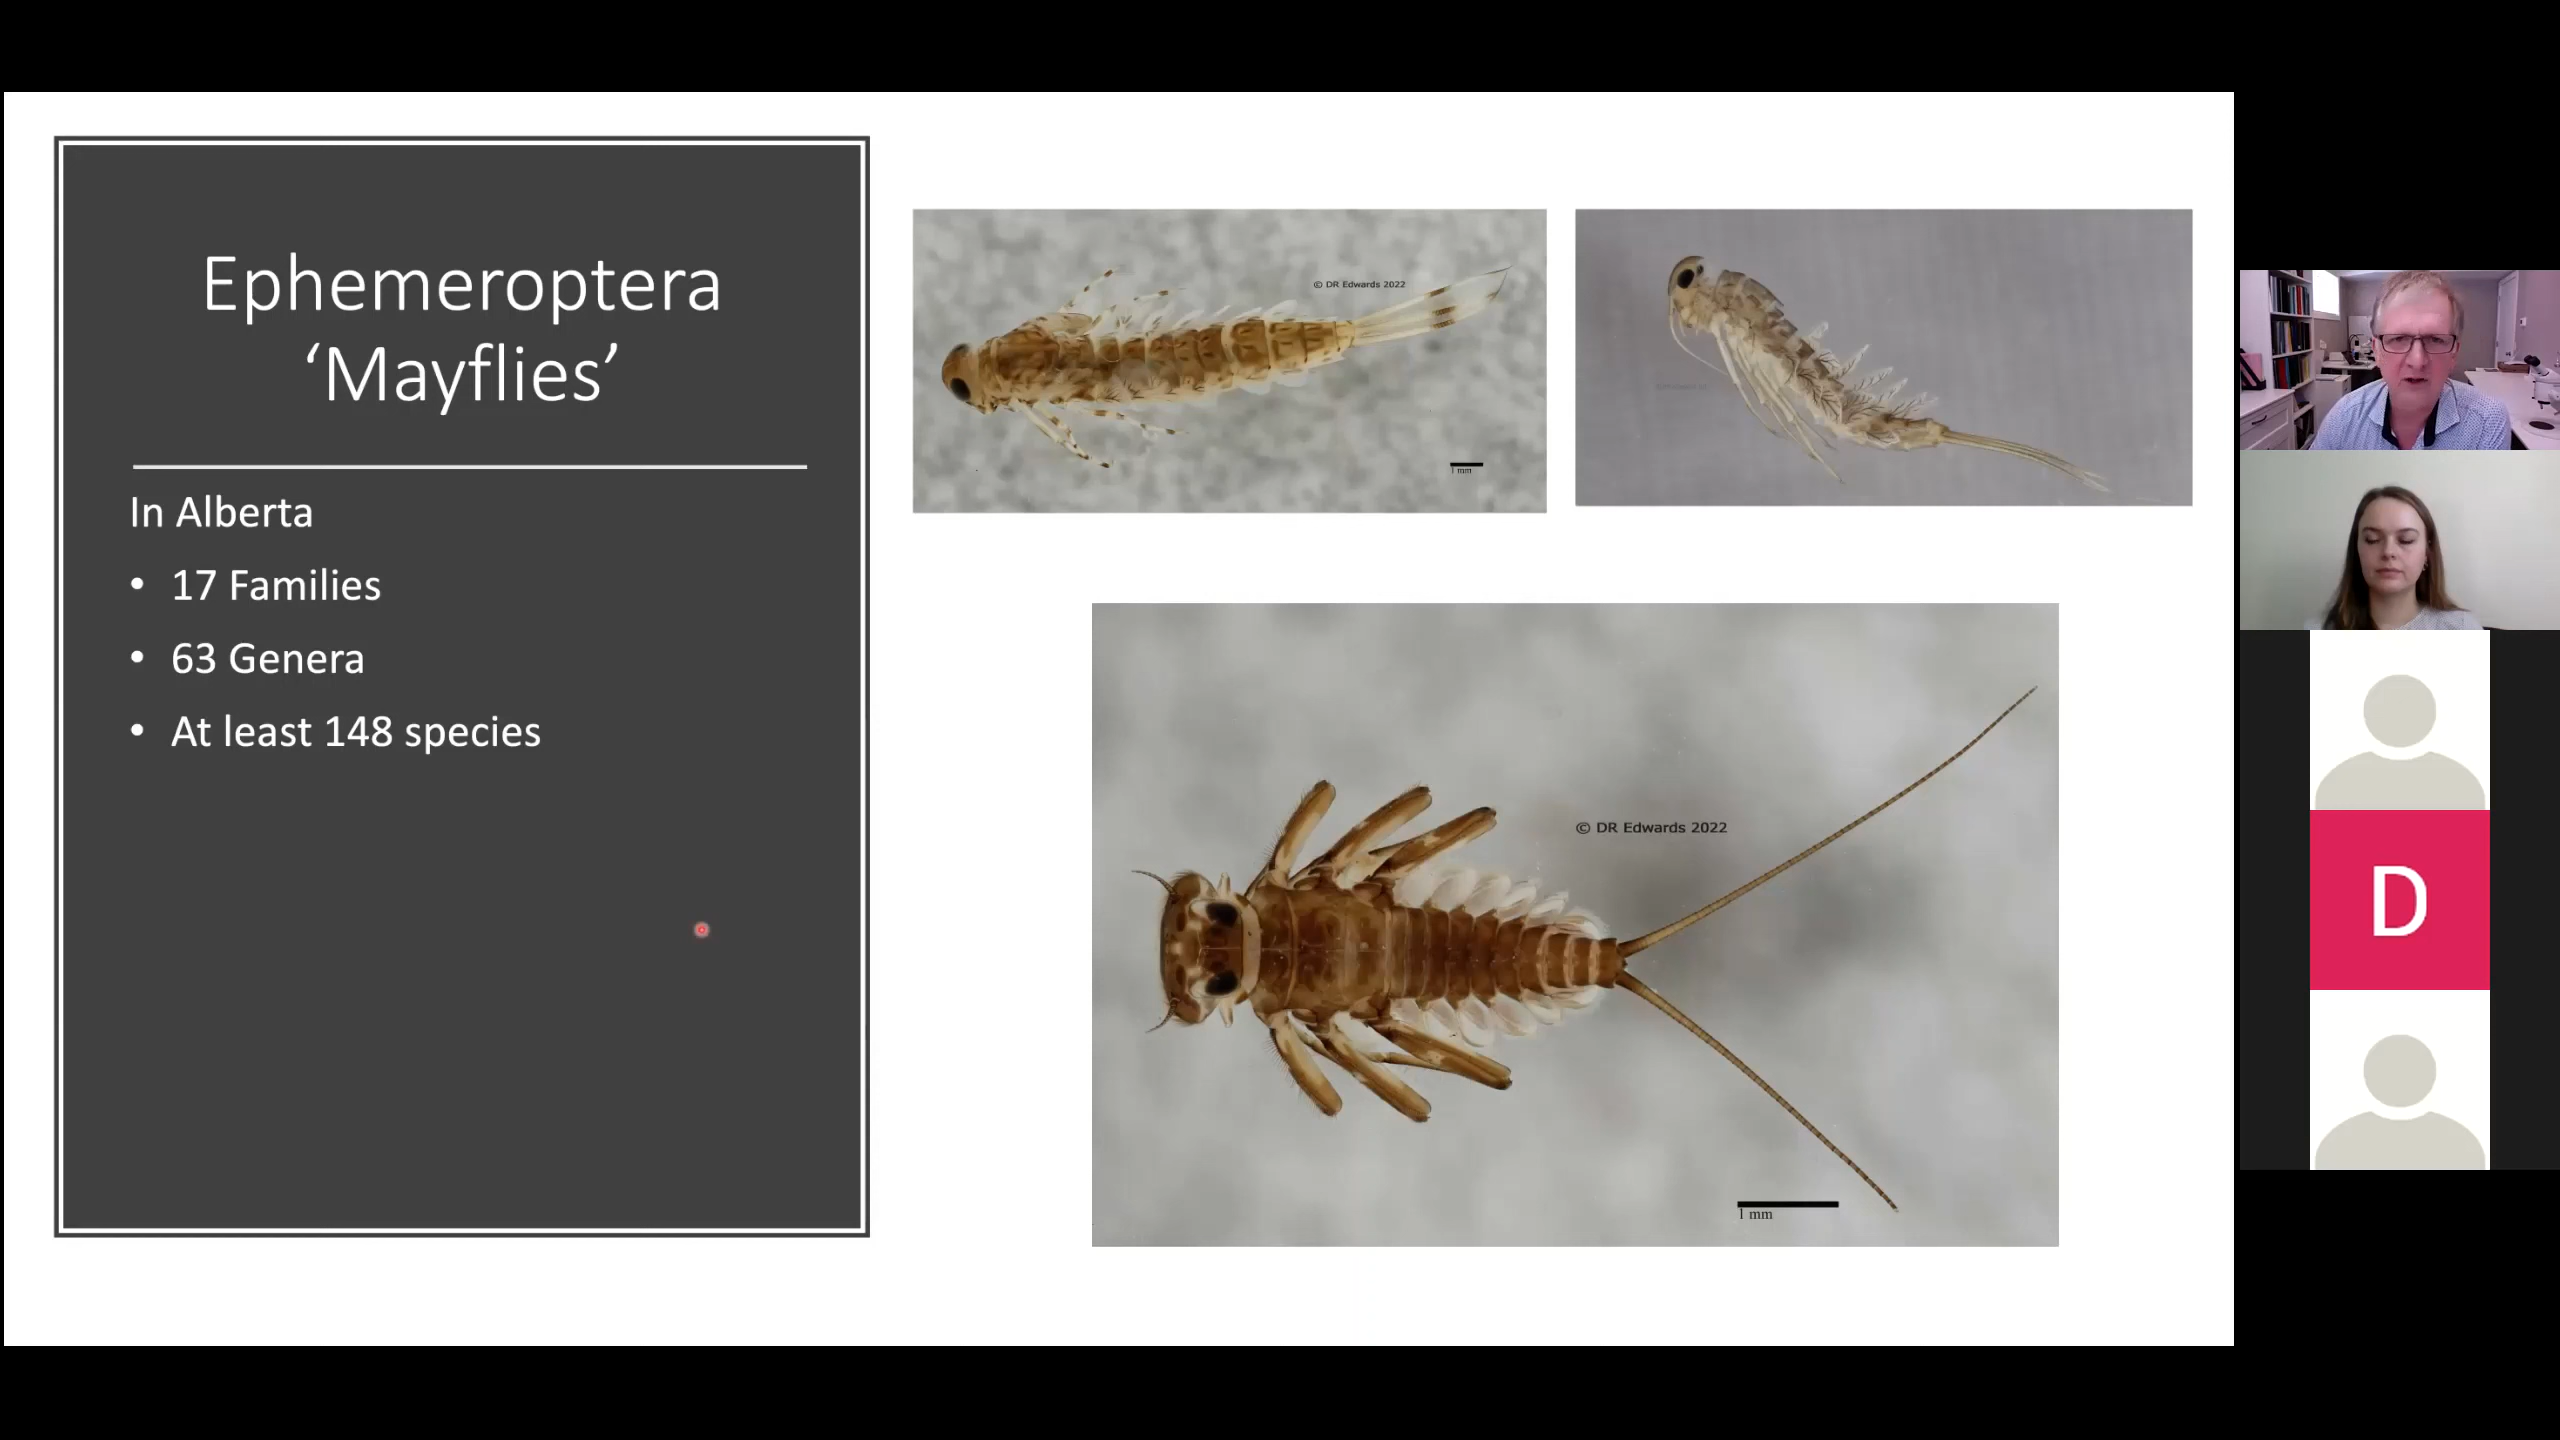 Ephemeroptera
‘Mayflies’
In Alberta
• 17 Families
• 63 Genera
• At least 148 species
© DR Edwards 2022
1 mm
© DR Edwards 2022
1 mm
D